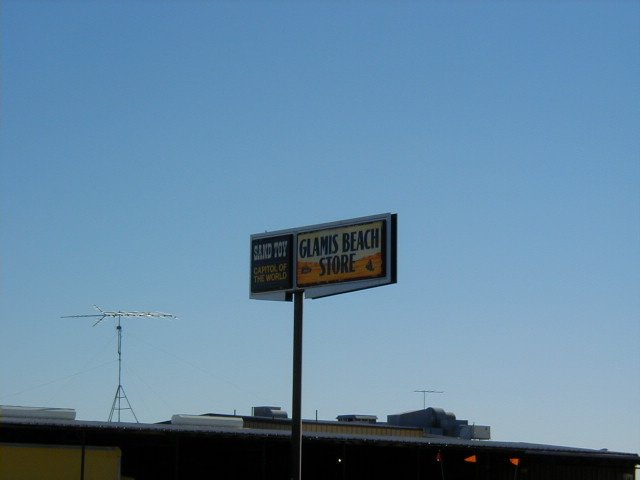 SAND TOY
CAPITOL OF
THE WORLD
GLAMIS BEACH
STORE